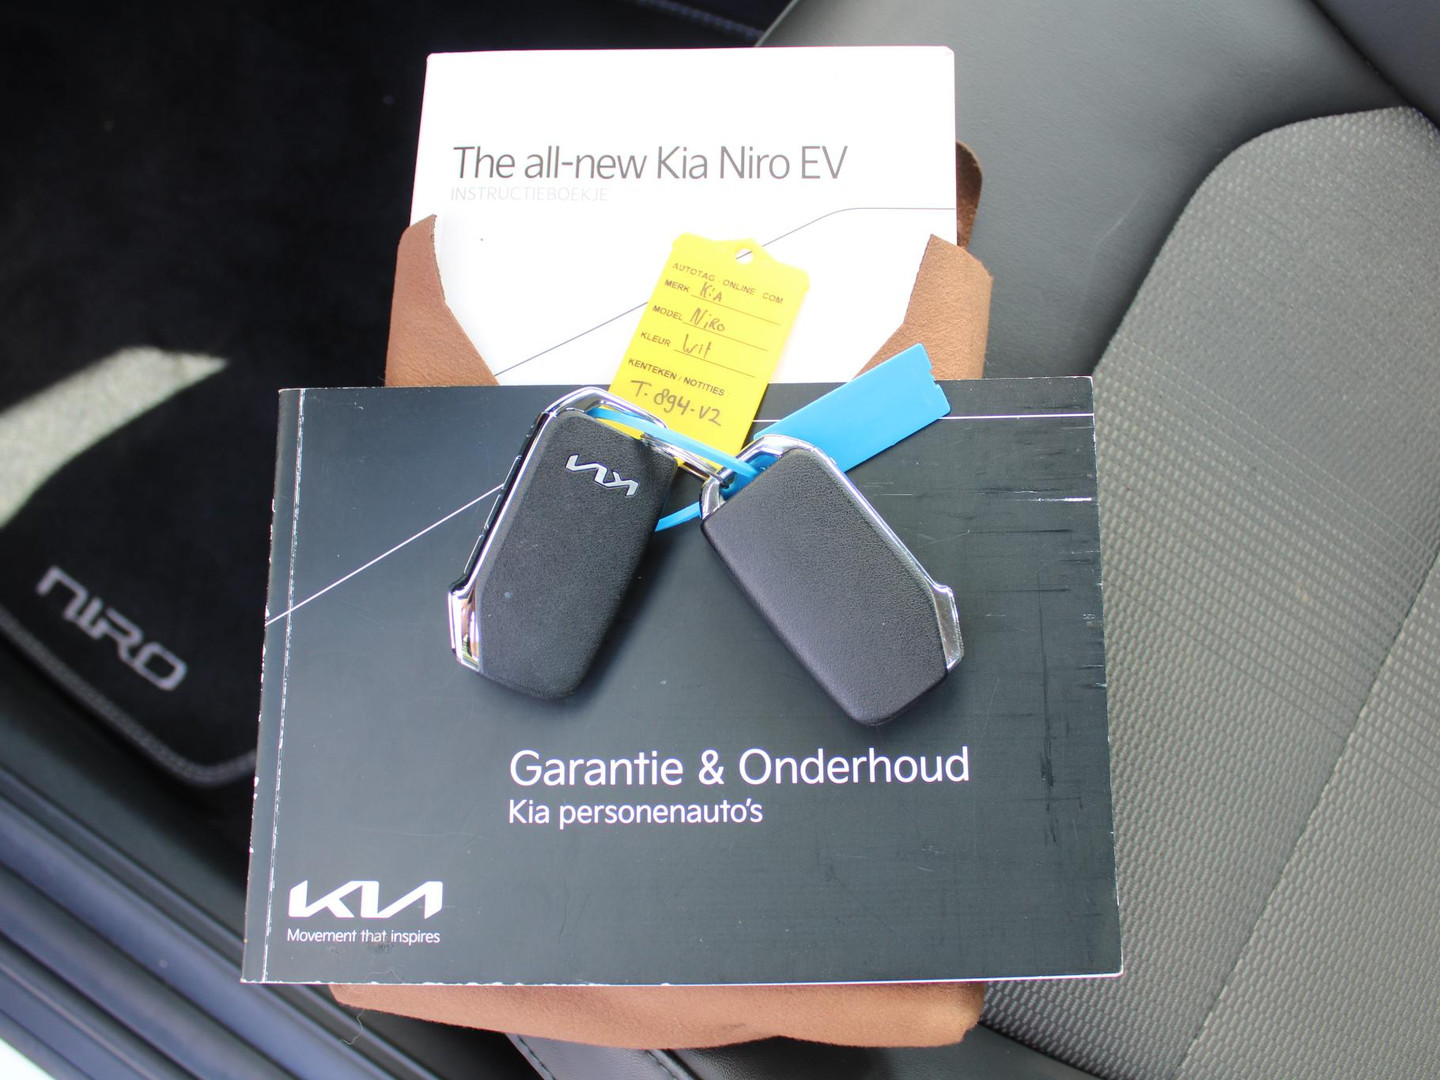 The all-new Kia Niro EV
INSTRUCTIEBOEKJE
AUTOTAG ONLINE COM
MERK Kia
MODEL Niro
KLEUR Wit
KENTEKEN / NOTITIES
T-894-VZ
KIA
NIRO
Garantie & Onderhoud
Kia personenauto's
KIA
Movement that inspires